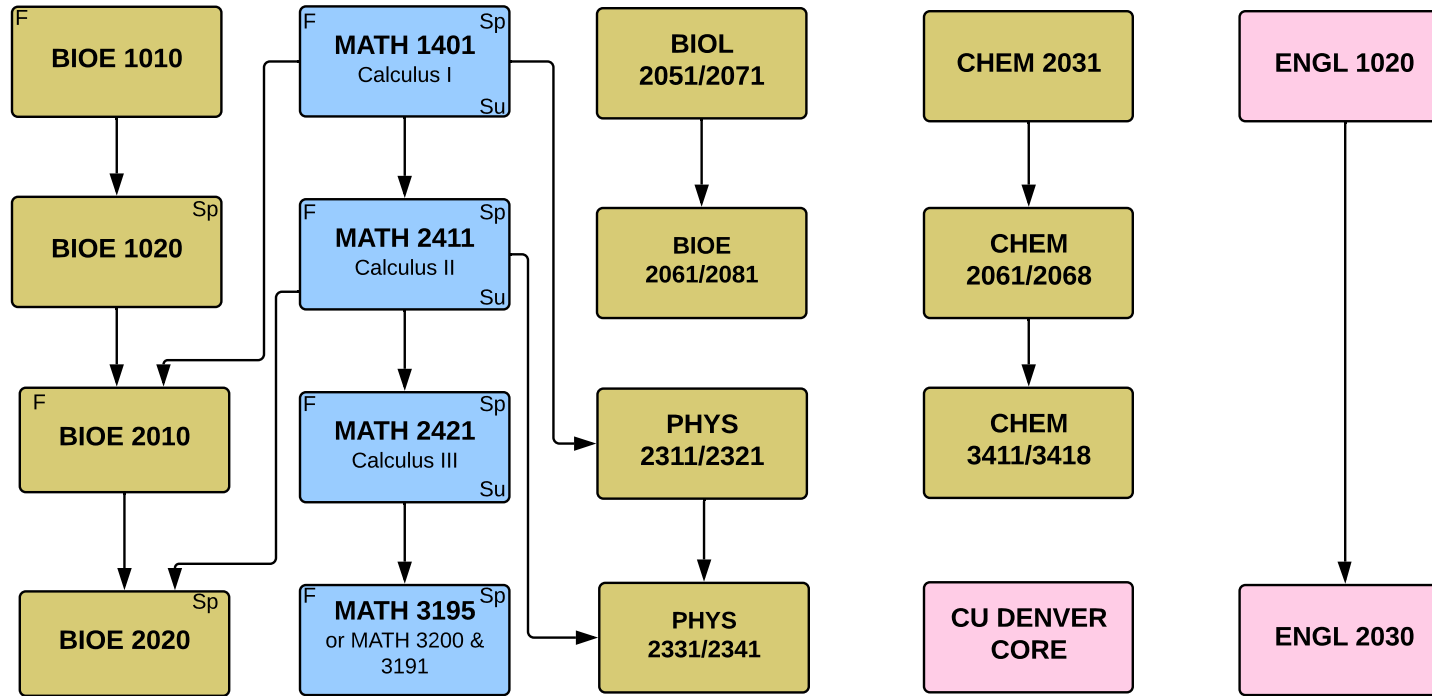 F
BIOE 1010
F
Sp
MATH 1401
Calculus I
Su
BIOL
2051/2071
CHEM 2031
ENGL 1020
Sp
BIOE 1020
F
Sp
MATH 2411
Calculus II
Su
BIOE
2061/2081
CHEM
2061/2068
F
BIOE 2010
F
Sp
MATH 2421
Calculus III
Su
PHYS
2311/2321
CHEM
3411/3418
Sp
BIOE 2020
F
Sp
MATH 3195
or MATH 3200 &
3191
PHYS
2331/2341
CU DENVER
CORE
ENGL 2030